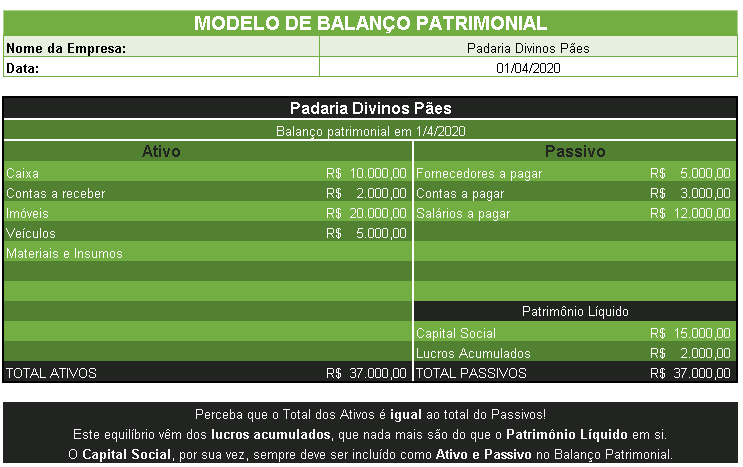 MODELO DE BALANÇO PATRIMONIAL
Nome da Empresa: Padaria Divinos Pães
Data: 01/04/2020
Padaria Divinos Pães
Balanço patrimonial em 1/4/2020
Ativo Passivo
Caixa R$ 10.000,00 Fornecedores a pagar R$ 5.000,00
Contas a receber R$ 2.000,00 Contas a pagar R$ 3.000,00
Imóveis R$ 20.000,00 Salários a pagar R$ 12.000,00
Veículos R$ 5.000,00
Materiais e Insumos
Patrimônio Líquido
Capital Social R$ 15.000,00
Lucros Acumulados R$ 2.000,00
TOTAL ATIVOS R$ 37.000,00 TOTAL PASSIVOS R$ 37.000,00
Perceba que o Total dos Ativos é igual ao total do Passivos!
Este equilíbrio vêm dos lucros acumulados, que nada mais são do que o Patrimônio Líquido em si.
O Capital Social, por sua vez, sempre deve ser incluído como Ativo e Passivo no Balanço Patrimonial.